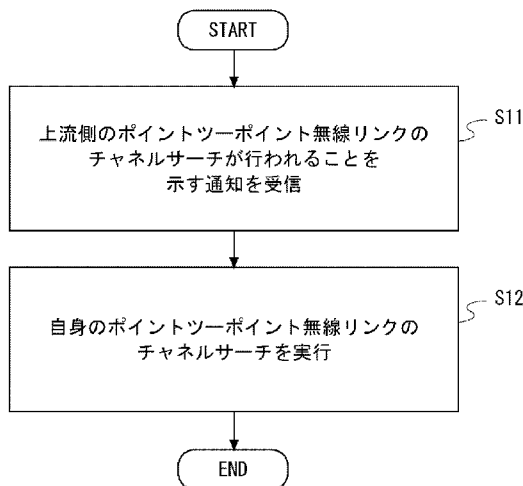 START
上流側のポイントツーポイント無線リンクの
チャネルサーチが行われることを
示す通知を受信
S11
自身のポイントツーポイント無線リンクの
チャネルサーチを実行
S12
END